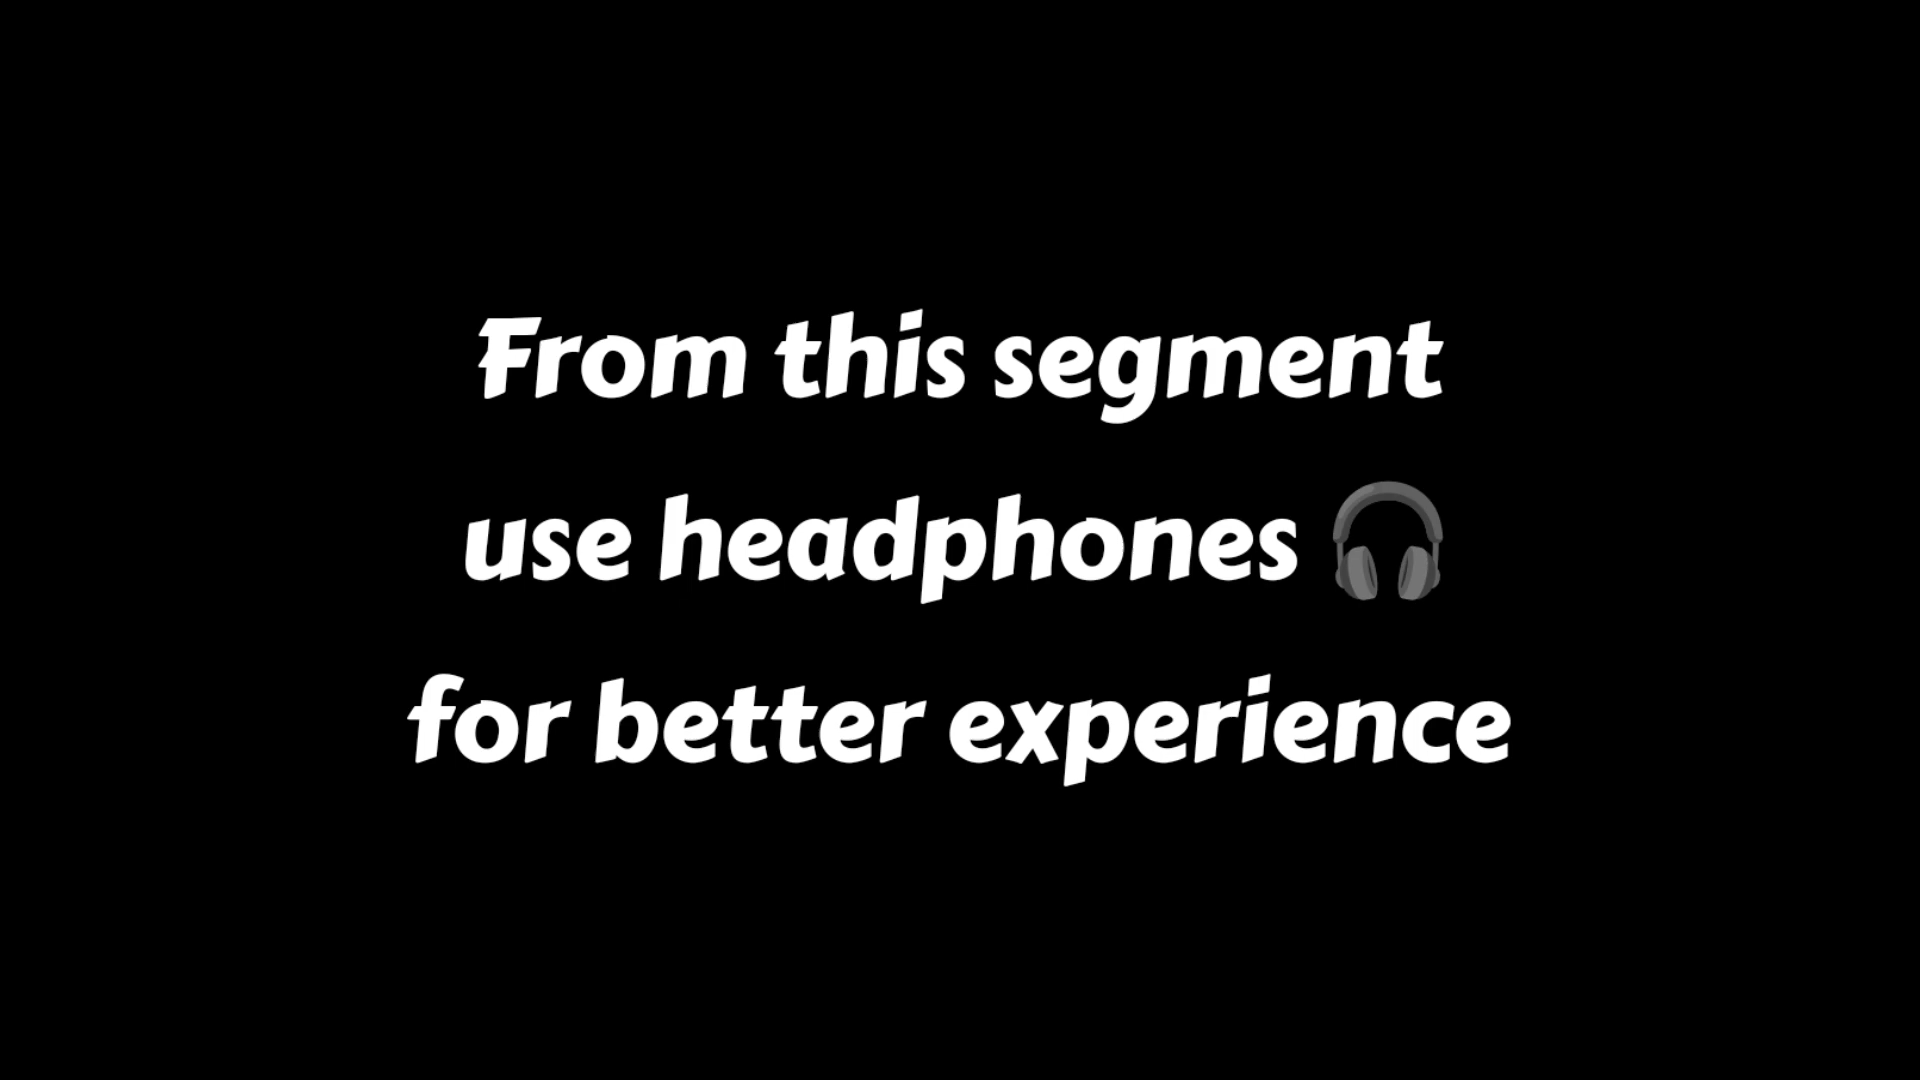 From this segment
use headphones 🎧
for better experience